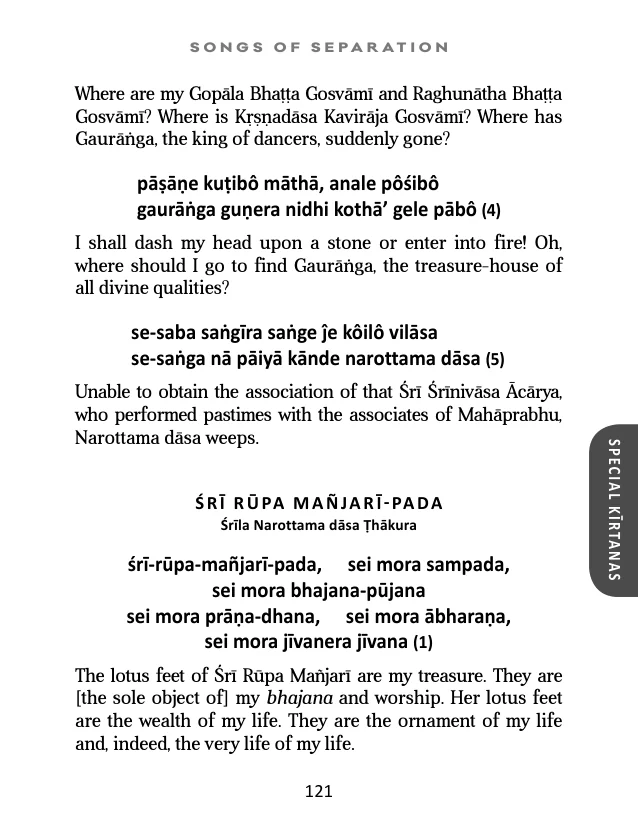 SONGS OF SEPARATION
Where are my Gopāla Bhaṭṭa Gosvāmī and Raghunātha Bhaṭṭa
Gosvāmī? Where is Kṛṣṇadāsa Kavirāja Gosvāmī? Where has
Gaurāṅga, the king of dancers, suddenly gone?
pāṣāṇe kuṭibô māthā, anale pôśibô
gaurāṅga guṇera nidhi kothā’ gele pābô (4)
I shall dash my head upon a stone or enter into fire! Oh,
where should I go to find Gaurāṅga, the treasure-house of
all divine qualities?
se-saba saṅgīra saṅge ĵe kôilô vilāsa
se-saṅga nā pāiyā kānde narottama dāsa (5)
Unable to obtain the association of that Śrī Śrīnivāsa Ācārya,
who performed pastimes with the associates of Mahāprabhu,
Narottama dāsa weeps.
SPECIAL KĪRTANAS
ŚRĪ RŪPA MAÑJARĪ-PADA
Śrīla Narottama dāsa Ṭhākura
śrī-rūpa-mañjarī-pada, sei mora sampada,
sei mora bhajana-pūjana
sei mora prāṇa-dhana, sei mora ābharaṇa,
sei mora jīvanera jīvana (1)
The lotus feet of Śrī Rūpa Mañjarī are my treasure. They are
[the sole object of] my bhajana and worship. Her lotus feet
are the wealth of my life. They are the ornament of my life
and, indeed, the very life of my life.
121